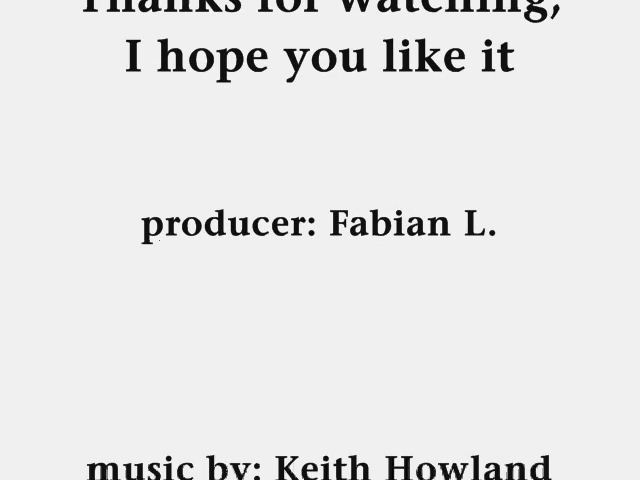 Thanks for watching,
I hope you like it
producer: Fabian L.
music by: Keith Howland